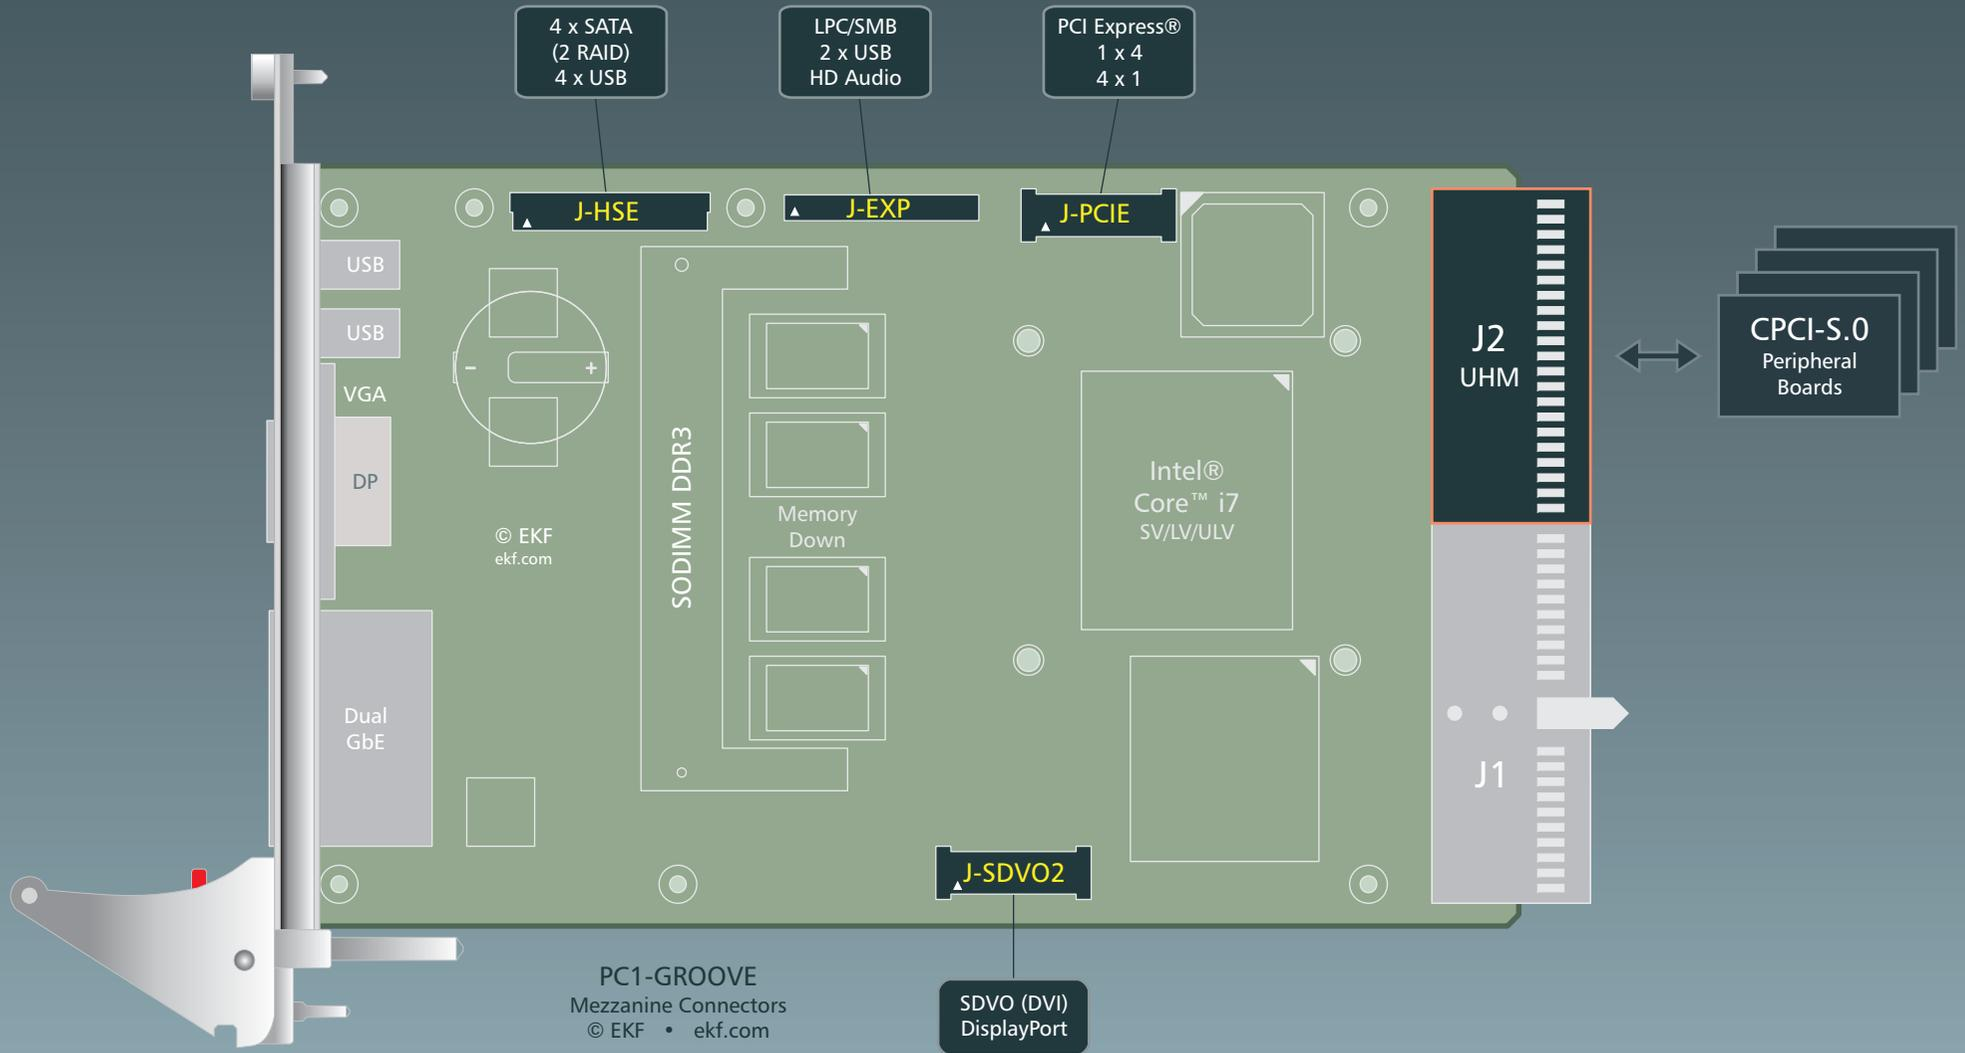 4 x SATA
(2 RAID)
4 x USB
LPC/SMB
2 x USB
HD Audio
PCI Express®
1 x 4
4 x 1
J-HSE
J-EXP
J-PCIE
USB
USB
VGA
DP
Dual
GbE
- +
© EKF
ekf.com
SODIMM DDR3
Memory
Down
Intel®
Core™ i7
SV/LV/ULV
J2
UHM
J1
CPCI-S.0
Peripheral
Boards
J-SDVO2
SDVO (DVI)
DisplayPort
PC1-GROOVE
Mezzanine Connectors
© EKF • ekf.com